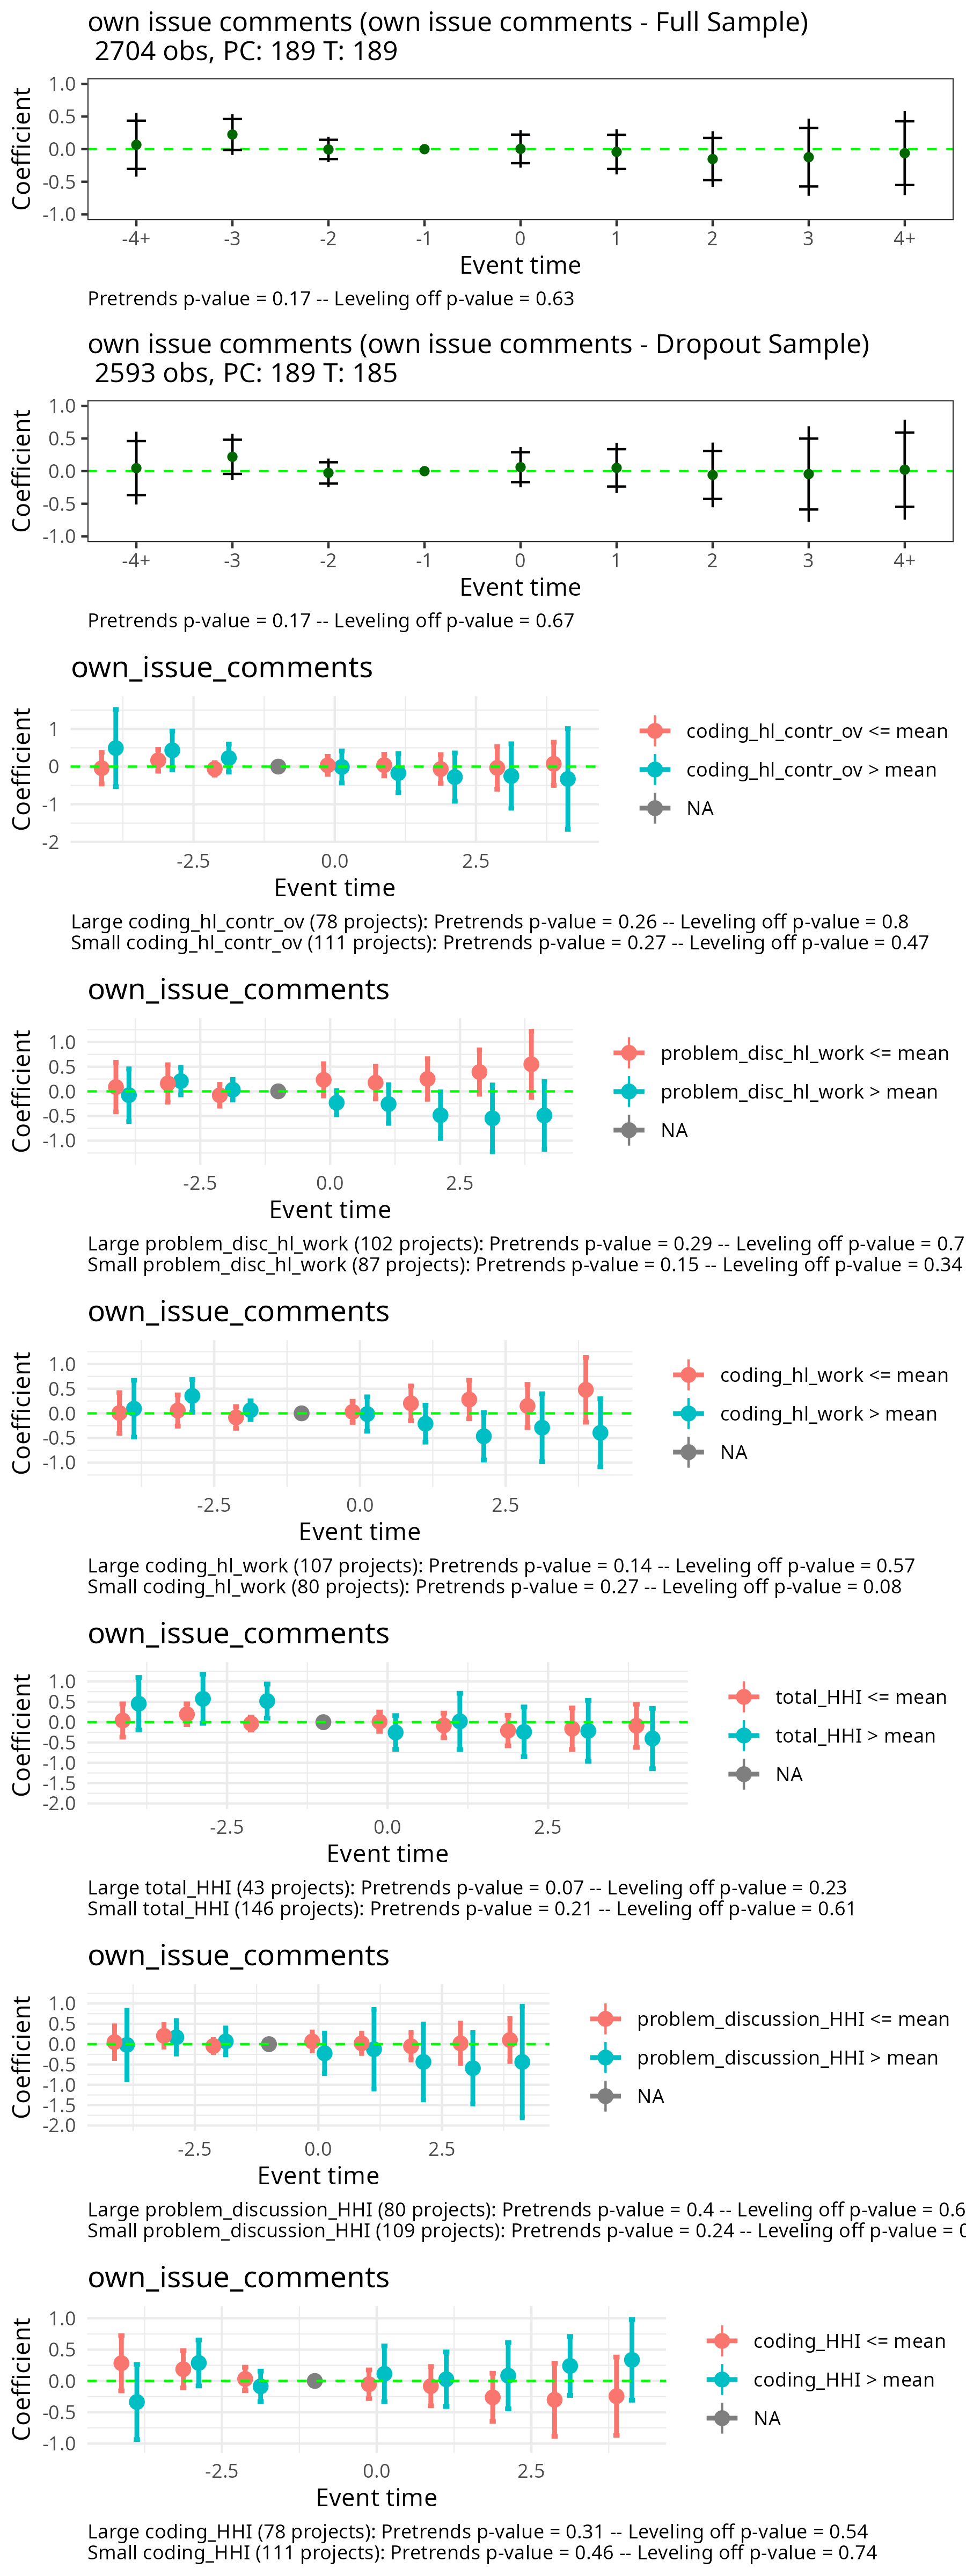 own issue comments (own issue comments - Full Sample)
2704 obs, PC: 189 T: 189
1.0
0.5
0.0
-0.5
-1.0
Coefficient
-4+ -3 -2 -1 0 1 2 3 4+
Event time
Pretrends p-value = 0.17 -- Leveling off p-value = 0.63
own issue comments (own issue comments - Dropout Sample)
2593 obs, PC: 189 T: 185
1.0
0.5
0.0
-0.5
-1.0
Coefficient
-4+ -3 -2 -1 0 1 2 3 4+
Event time
Pretrends p-value = 0.17 -- Leveling off p-value = 0.67
own_issue_comments
1
0
-1
-2
Coefficient
-2.5 0.0 2.5
Event time
coding_hl_contr_ov <= mean
coding_hl_contr_ov > mean
NA
Large coding_hl_contr_ov (78 projects): Pretrends p-value = 0.26 -- Leveling off p-value = 0.8
Small coding_hl_contr_ov (111 projects): Pretrends p-value = 0.27 -- Leveling off p-value = 0.47
own_issue_comments
1.0
0.5
0.0
-0.5
-1.0
Coefficient
-2.5 0.0 2.5
Event time
problem_disc_hl_work <= mean
problem_disc_hl_work > mean
NA
Large problem_disc_hl_work (102 projects): Pretrends p-value = 0.29 -- Leveling off p-value = 0.7
Small problem_disc_hl_work (87 projects): Pretrends p-value = 0.15 -- Leveling off p-value = 0.34
own_issue_comments
1.0
0.5
0.0
-0.5
-1.0
Coefficient
-2.5 0.0 2.5
Event time
coding_hl_work <= mean
coding_hl_work > mean
NA
Large coding_hl_work (107 projects): Pretrends p-value = 0.14 -- Leveling off p-value = 0.57
Small coding_hl_work (80 projects): Pretrends p-value = 0.27 -- Leveling off p-value = 0.08
own_issue_comments
1.0
0.5
0.0
-0.5
-1.0
-1.5
-2.0
Coefficient
-2.5 0.0 2.5
Event time
total_HHI <= mean
total_HHI > mean
NA
Large total_HHI (43 projects): Pretrends p-value = 0.07 -- Leveling off p-value = 0.23
Small total_HHI (146 projects): Pretrends p-value = 0.21 -- Leveling off p-value = 0.61
own_issue_comments
1.0
0.5
0.0
-0.5
-1.0
-1.5
-2.0
Coefficient
-2.5 0.0 2.5
Event time
problem_discussion_HHI <= mean
problem_discussion_HHI > mean
NA
Large problem_discussion_HHI (80 projects): Pretrends p-value = 0.4 -- Leveling off p-value = 0.6
Small problem_discussion_HHI (109 projects): Pretrends p-value = 0.24 -- Leveling off p-value =
own_issue_comments
1.0
0.5
0.0
-0.5
-1.0
Coefficient
-2.5 0.0 2.5
Event time
coding_HHI <= mean
coding_HHI > mean
NA
Large coding_HHI (78 projects): Pretrends p-value = 0.31 -- Leveling off p-value = 0.54
Small coding_HHI (111 projects): Pretrends p-value = 0.46 -- Leveling off p-value = 0.74